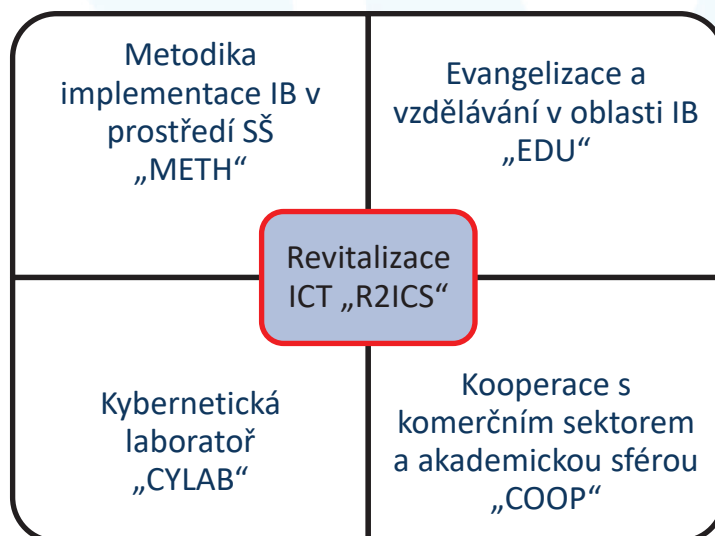 Metodika
implementace IB v
prostředí SŠ
„METH“
Evangelizace a
vzdělávání v oblasti IB
„EDU“
Revitalizace
ICT „R2ICS“
Kybernetická
laboratoř
„CYLAB“
Kooperace s
komerčním sektorem
a akademickou sférou
„COOP“